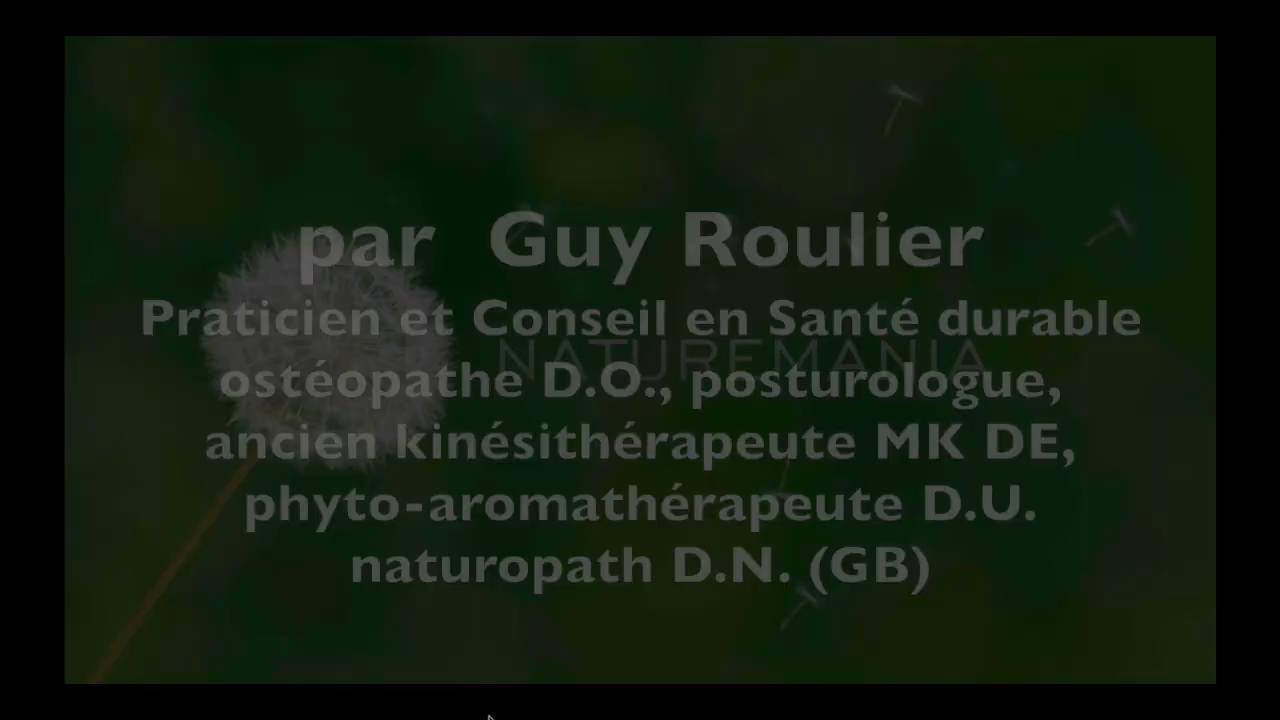 par Guy Roulier
Praticien et Conseil en Santé durable
NATUREMANIA
ostéopathe D.O., posturologue,
ancien kinésithérapeute MK DE,
phyto-aromathérapeute D.U.
naturopath D.N. (GB)